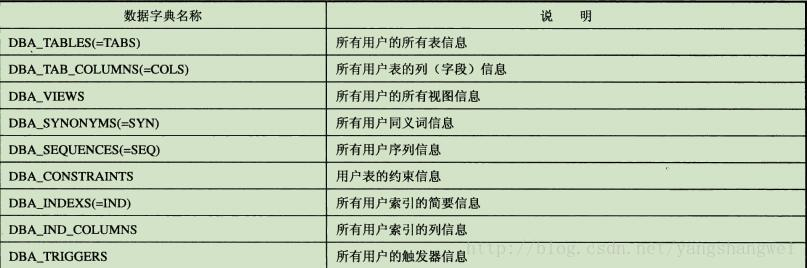 数据字典名称 说 明
DBA_TABLES(=TABS) 所有用户的所有表信息
DBA_TAB_COLUMNS(=COLS) 所有用户表的列（字段）信息
DBA_VIEWS 所有用户的所有视图信息
DBA_SYNONYMS(=SYN) 所有用户同义词信息
DBA_SEQUENCES(=SEQ) 所有用户序列信息
DBA_CONSTRAINTS 用户表的约束信息
DBA_INDEXS(=IND) 所有用户索引的简要信息
DBA_IND_COLUMNS 所有用户索引的列信息
DBA_TRIGGERS 所有用户的触发器信息
http://blog.csdn.net/yangshangwei